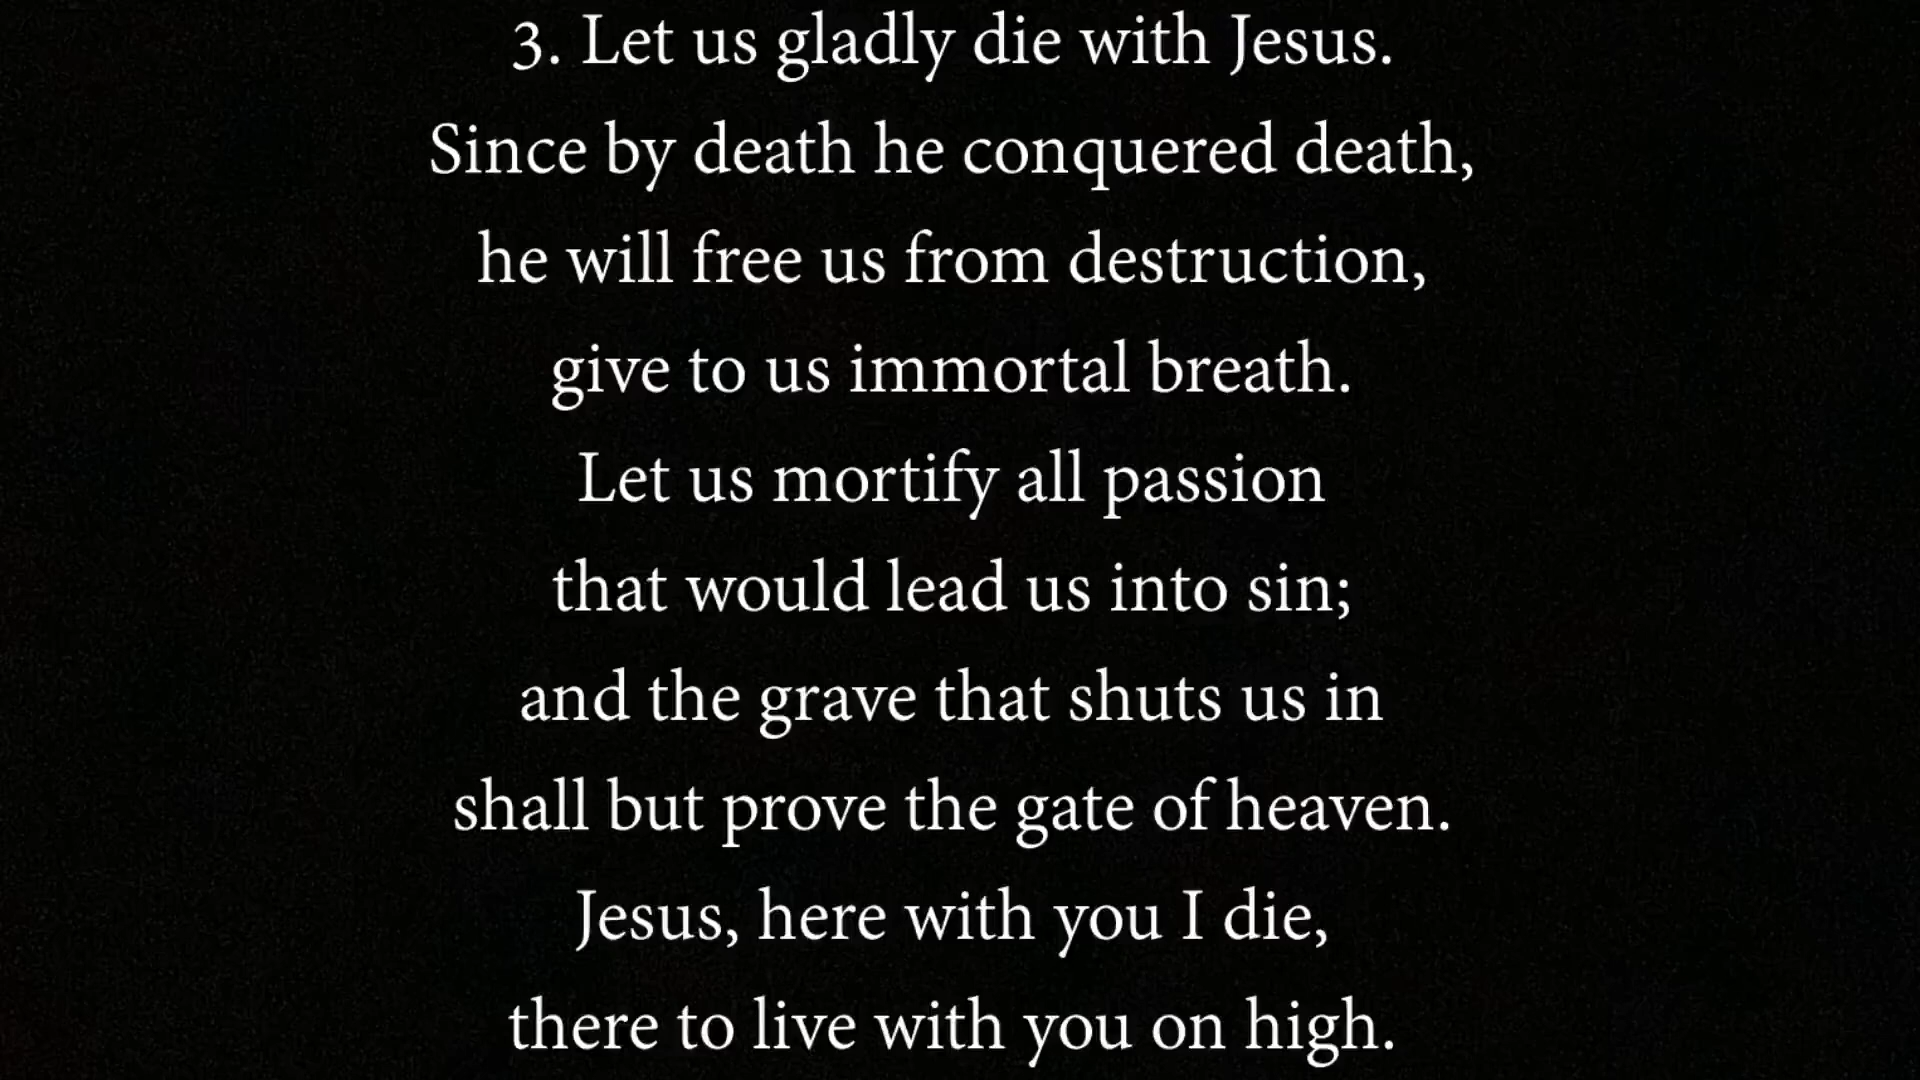 3. Let us gladly die with Jesus.
Since by death he conquered death,
he will free us from destruction,
give to us immortal breath.
Let us mortify all passion
that would lead us into sin;
and the grave that shuts us in
shall but prove the gate of heaven.
Jesus, here with you I die,
there to live with you on high.